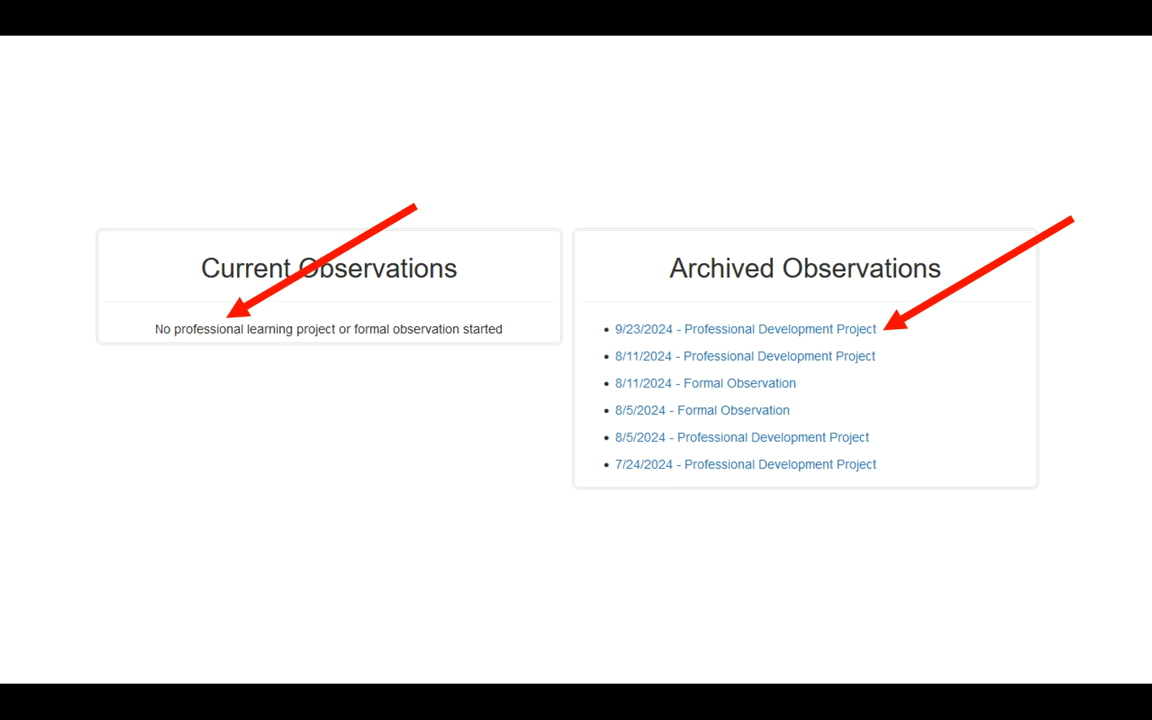 Current Observations
No professional learning project or formal observation started
Archived Observations
9/23/2024 - Professional Development Project
8/11/2024 - Professional Development Project
8/11/2024 - Formal Observation
8/5/2024 - Formal Observation
8/5/2024 - Professional Development Project
7/24/2024 - Professional Development Project